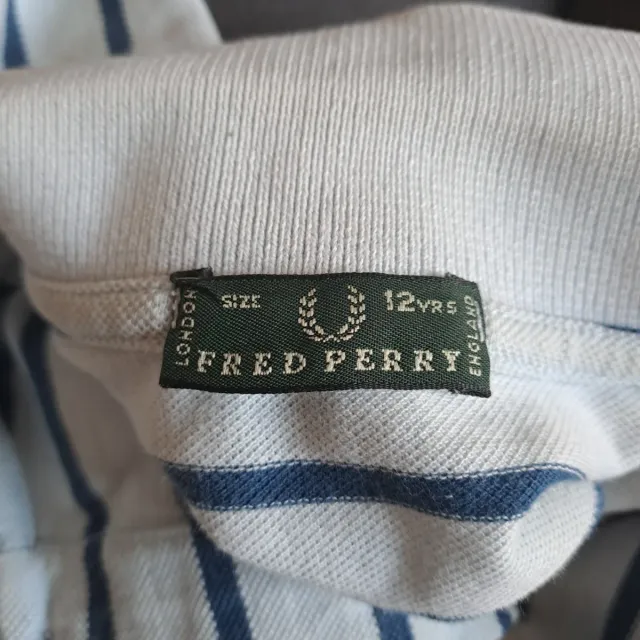 LONDON
SIZE
12YRS
FRED PERRY
ENGLAND